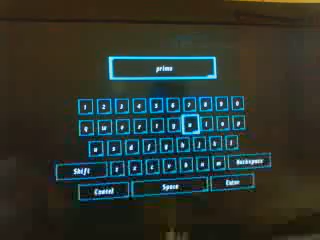 prime
1 2 3 4 5 6 7 8 9 0
q w e r t y u i o p
a s d f g h j k l
Shift z x c v b n m Backspace
Cancel Space Enter